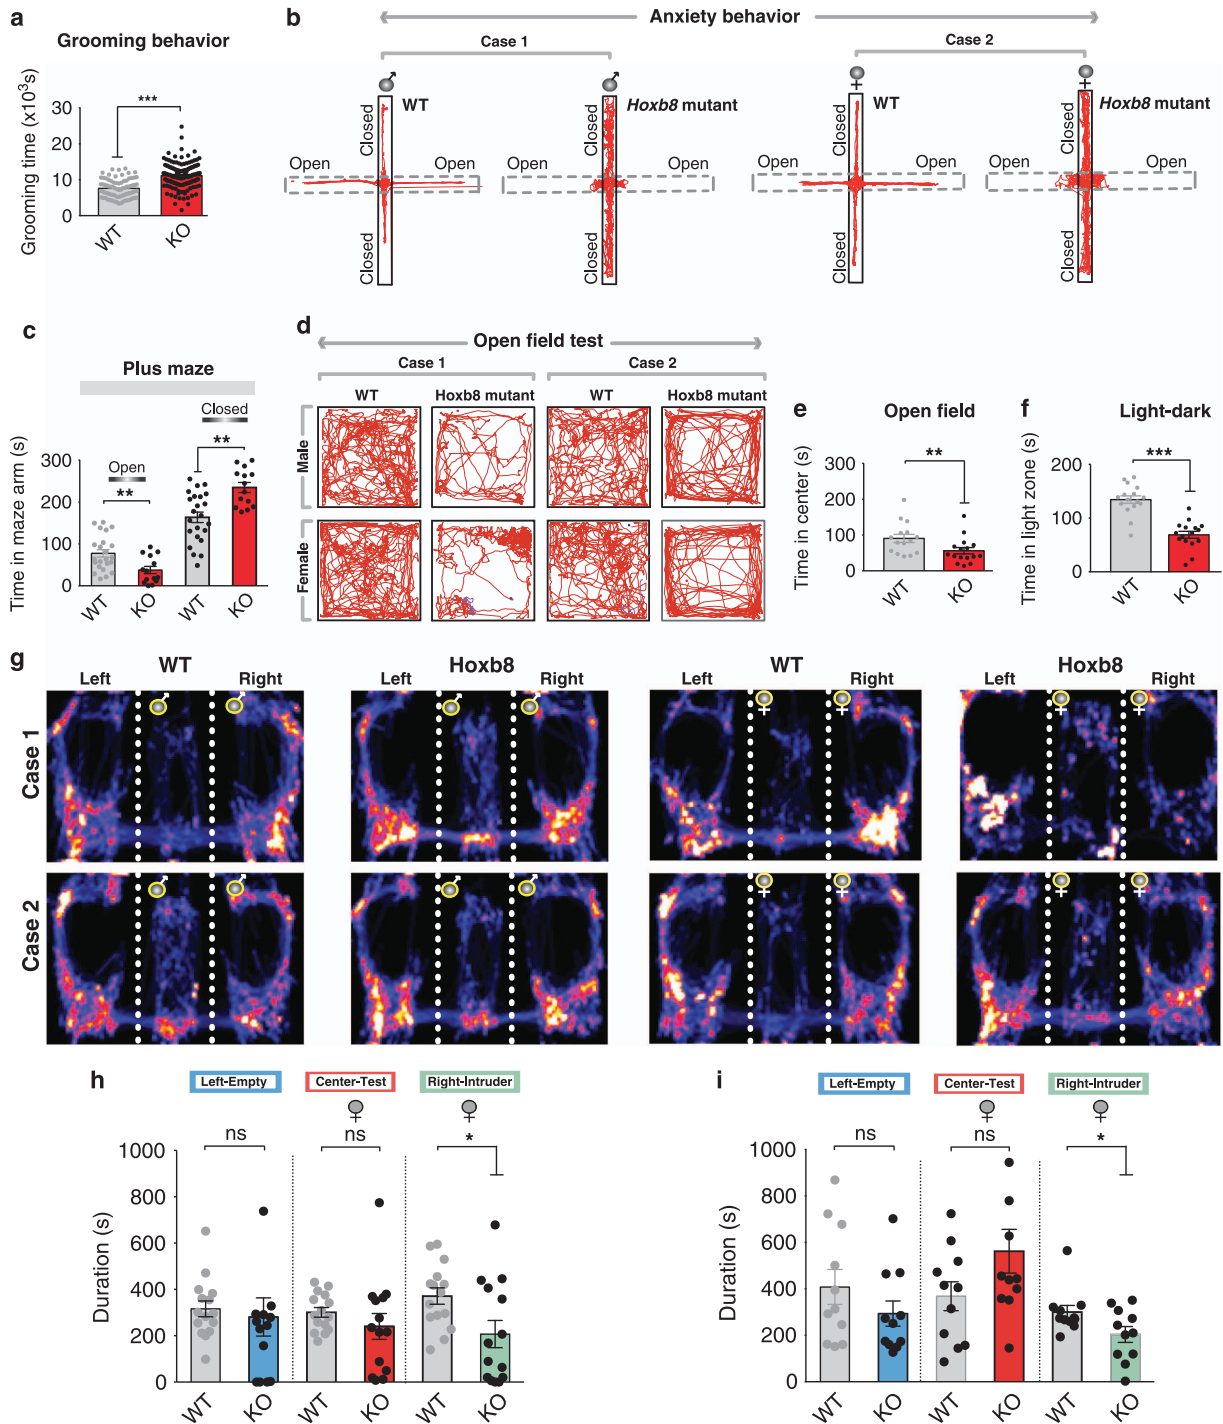 a
Grooming behavior
Grooming time (x10³s)
30
20
10
0
***
WT
KO
b
Anxiety behavior
Case 1
Case 2
WT
Hoxb8 mutant
WT
Hoxb8 mutant
Closed
Closed
Closed
Closed
Open
Open
Open
Open
Open
Open
Closed
Closed
Closed
Closed
c
Plus maze
Closed
**
Open
**
Time in maze arm (s)
300
200
100
0
WT
KO
WT
KO
d
Open field test
Case 1
Case 2
WT
Hoxb8 mutant
WT
Hoxb8 mutant
Male
Female
e
Open field
Time in center (s)
**
300
200
100
0
WT
KO
f
Light-dark
Time in light zone (s)
***
200
100
0
WT
KO
g
WT
Hoxb8
WT
Hoxb8
Left
Right
Left
Right
Left
Right
Left
Right
Case 1
Case 2
h
Left-Empty
Center-Test
Right-Intruder
ns
ns
*
Duration (s)
1000
800
600
400
200
0
WT
KO
WT
KO
WT
KO
i
Left-Empty
Center-Test
Right-Intruder
ns
ns
*
Duration (s)
1000
800
600
400
200
0
WT
KO
WT
KO
WT
KO